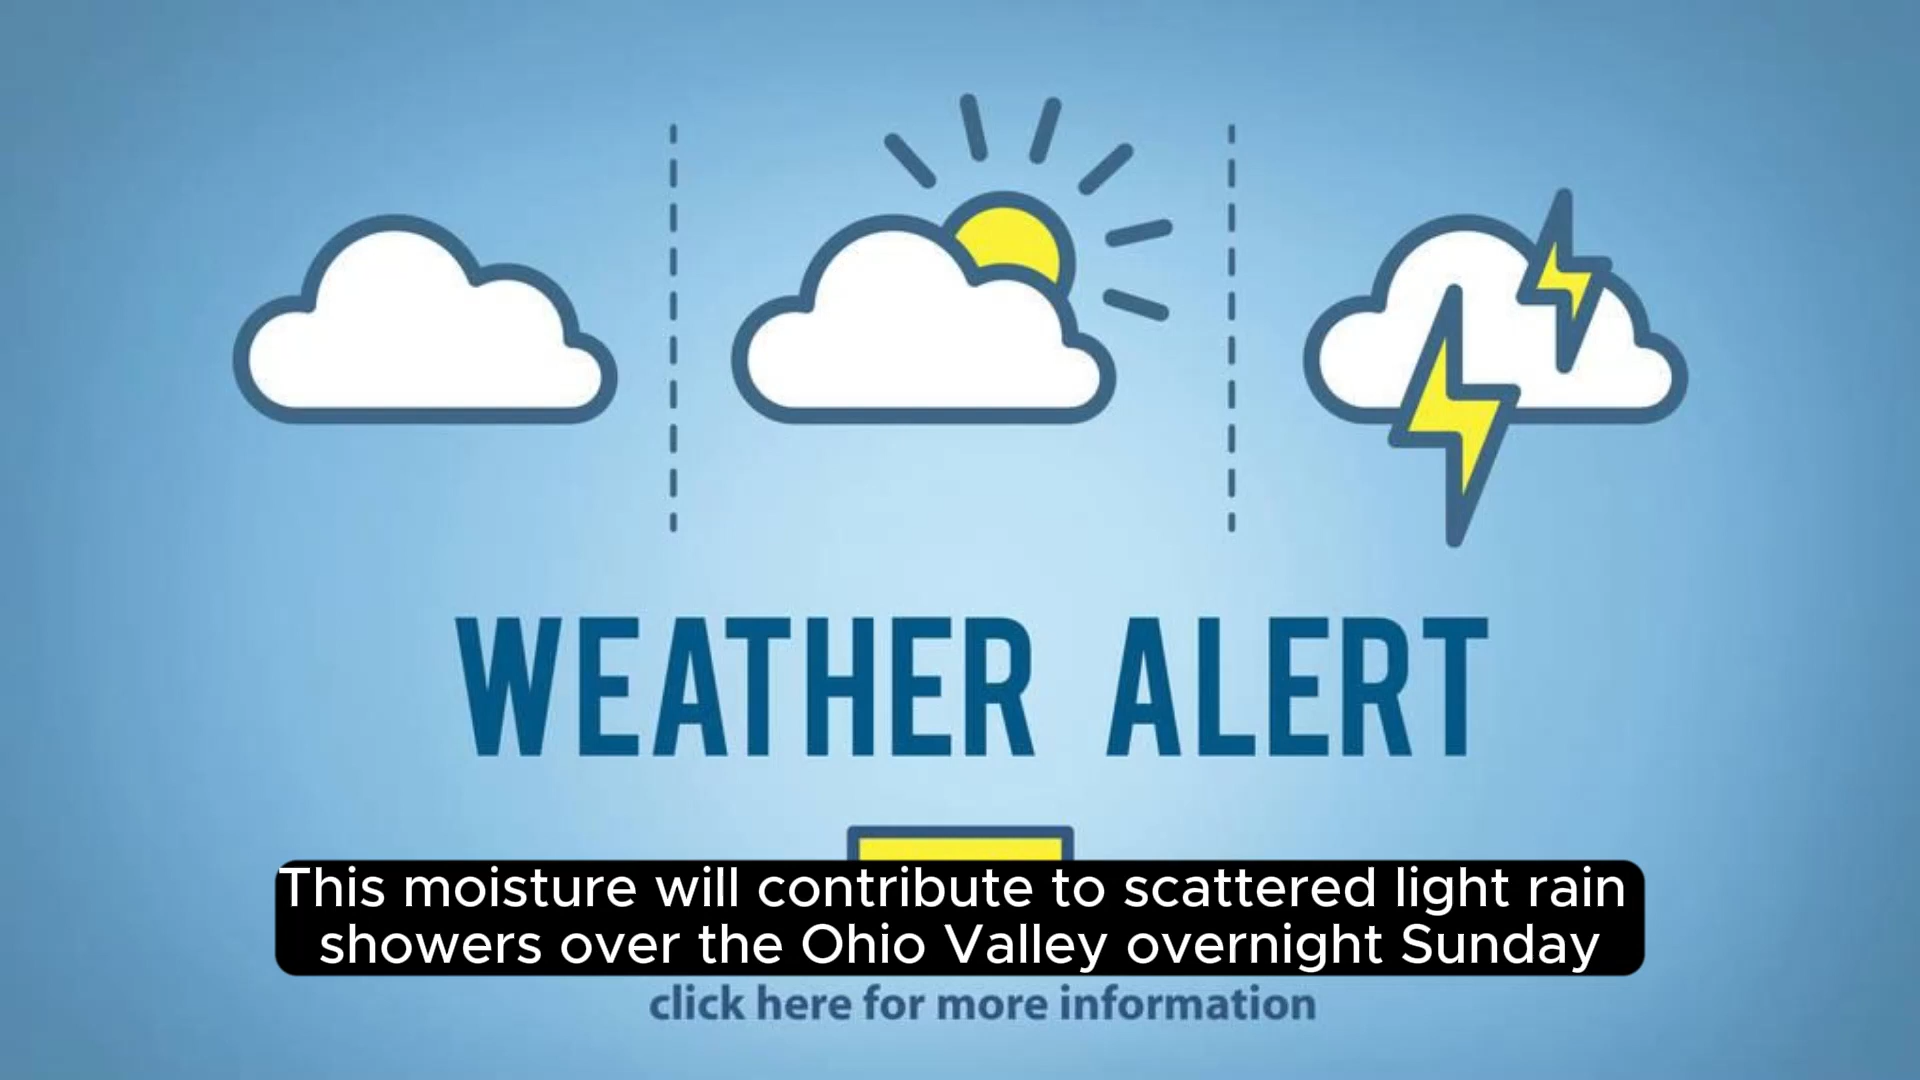 WEATHER ALERT
This moisture will contribute to scattered light rain
showers over the Ohio Valley overnight Sunday
click here for more information